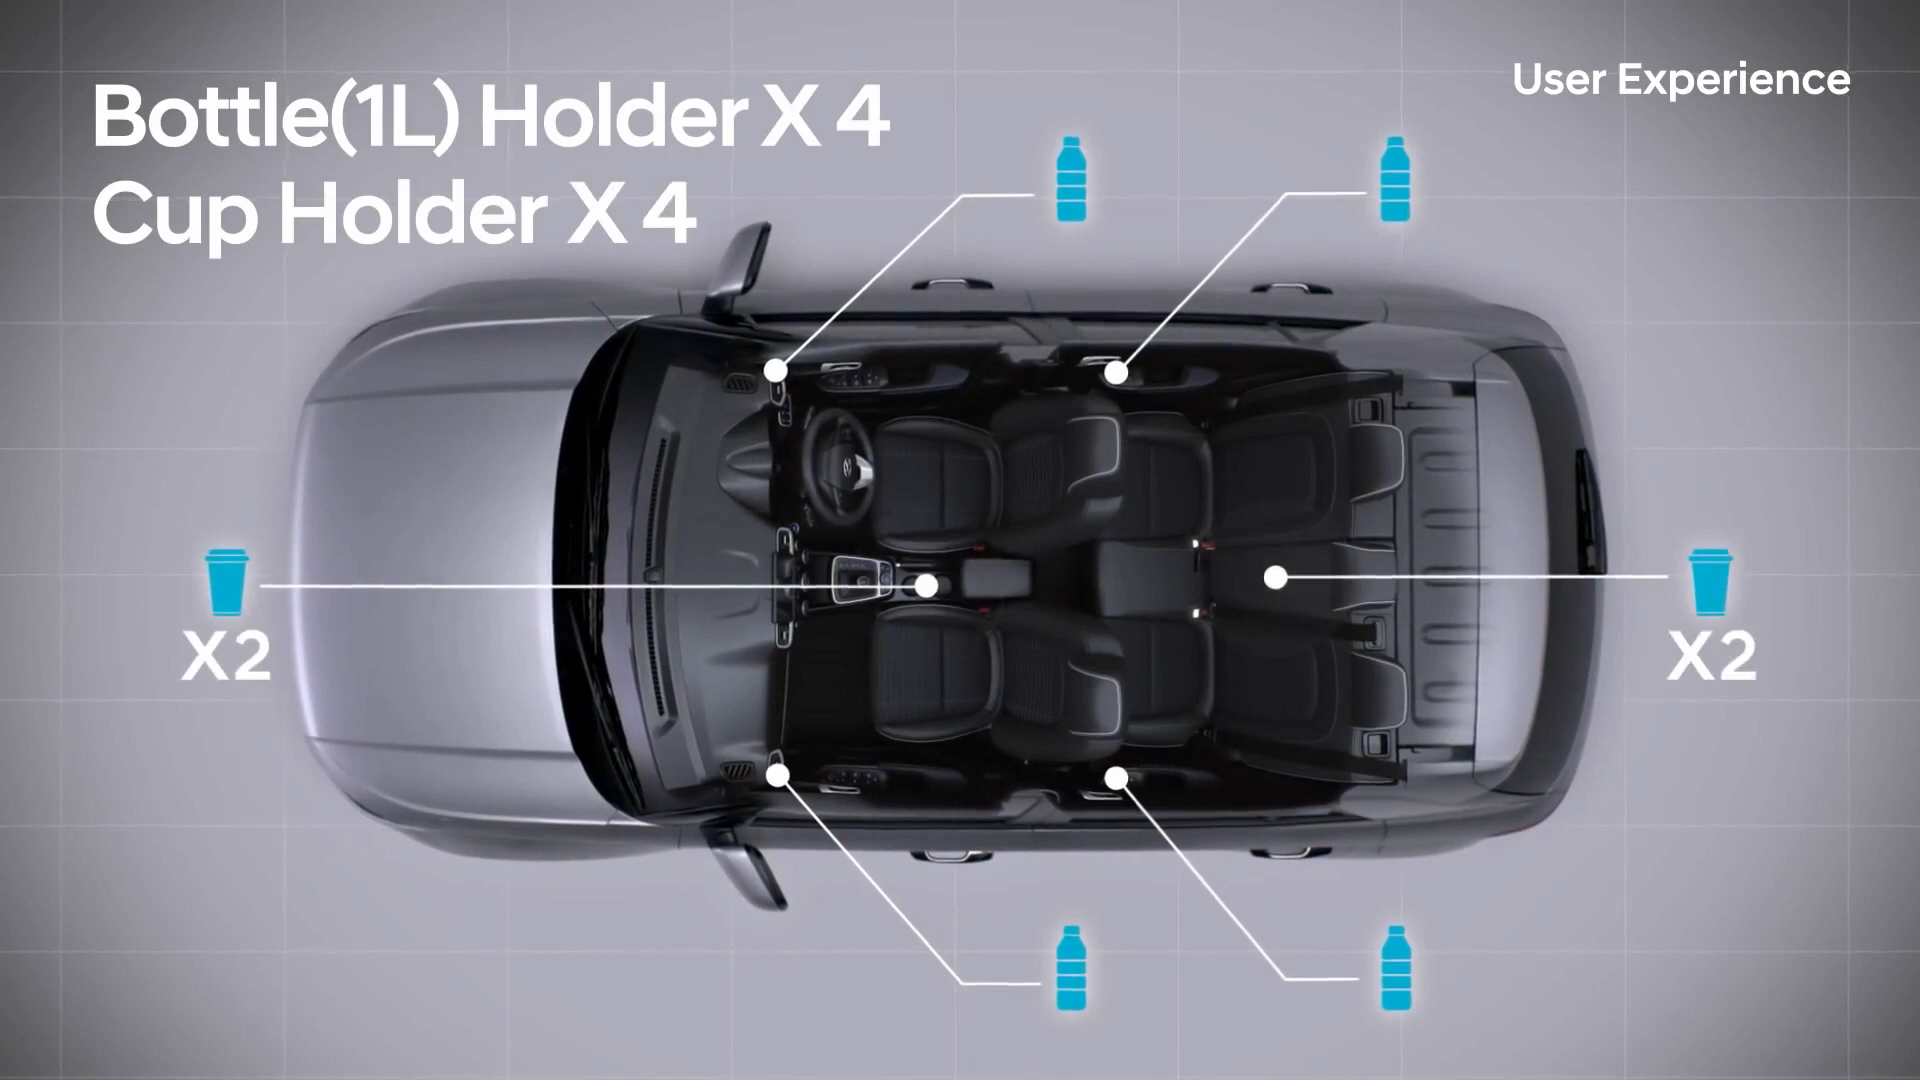 Bottle(1L) Holder X 4
Cup Holder X 4
User Experience
X2
X2